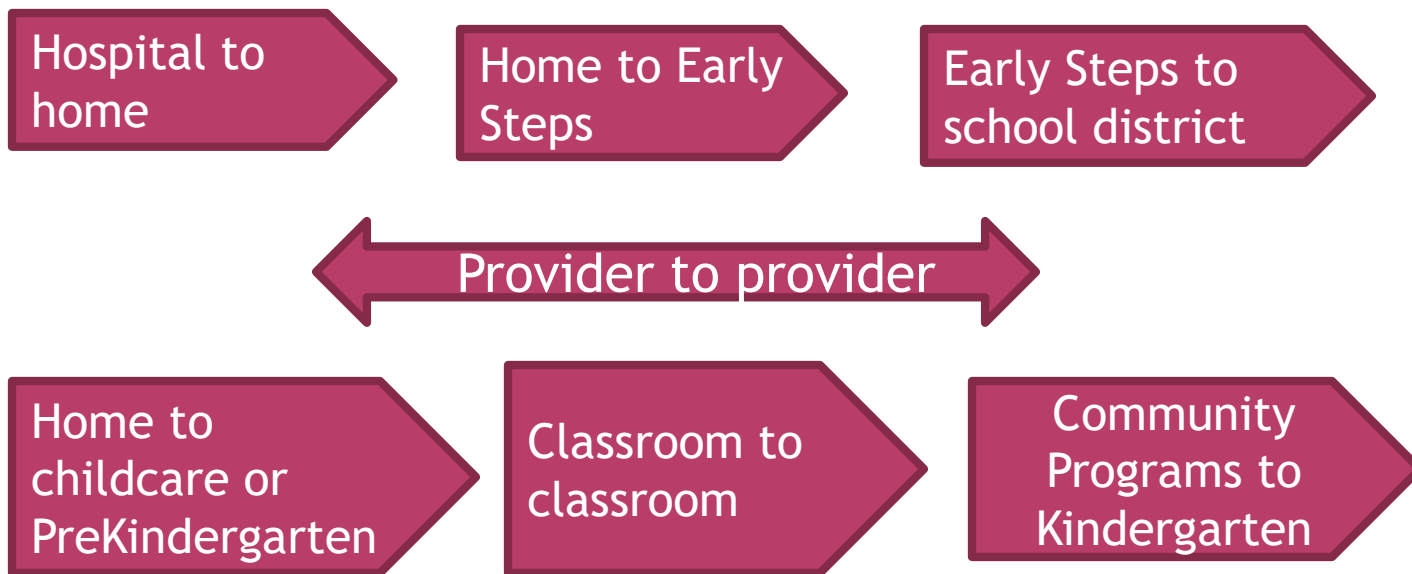 Hospital to
home
Home to Early
Steps
Early Steps to
school district
Provider to provider
Home to
childcare or
PreKindergarten
Classroom to
classroom
Community
Programs to
Kindergarten